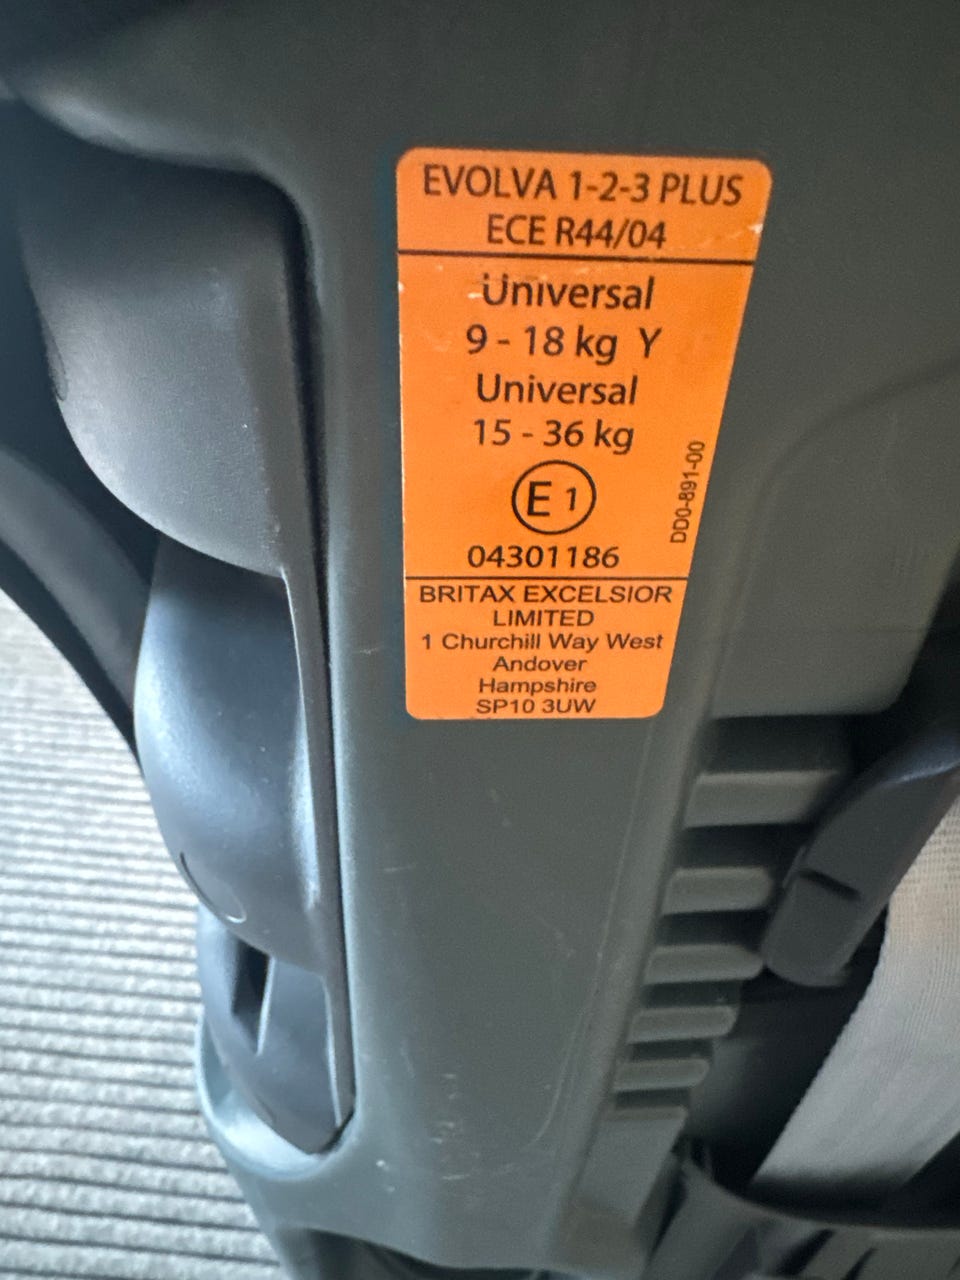 EVOLVA 1-2-3 PLUS
ECE R44/04
Universal
9 - 18 kg Y
Universal
15 - 36 kg
E 1
04301186
DD0-891-00
BRITAX EXCELSIOR
LIMITED
1 Churchill Way West
Andover
Hampshire
SP10 3UW